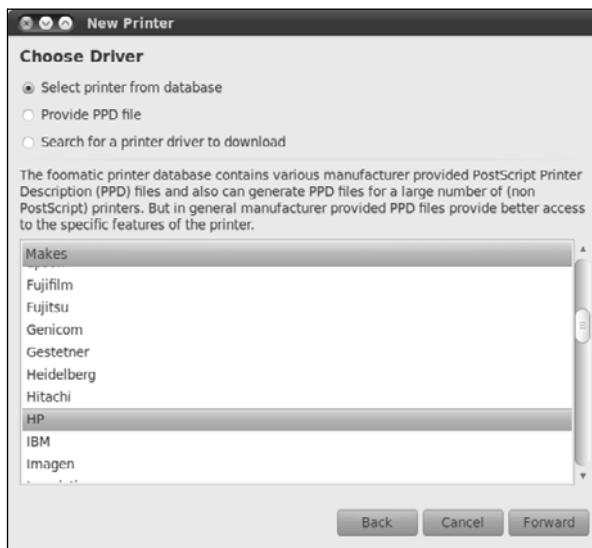 New Printer
Choose Driver
Select printer from database
Provide PPD file
Search for a printer driver to download
The foomatic printer database contains various manufacturer provided PostScript Printer
Description (PPD) files and also can generate PPD files for a large number of (non
PostScript) printers. But in general manufacturer provided PPD files provide better access
to the specific features of the printer.
Makes
Fujifilm
Fujitsu
Genicom
Gestetner
Heidelberg
Hitachi
HP
IBM
Imagen
Back Cancel Forward